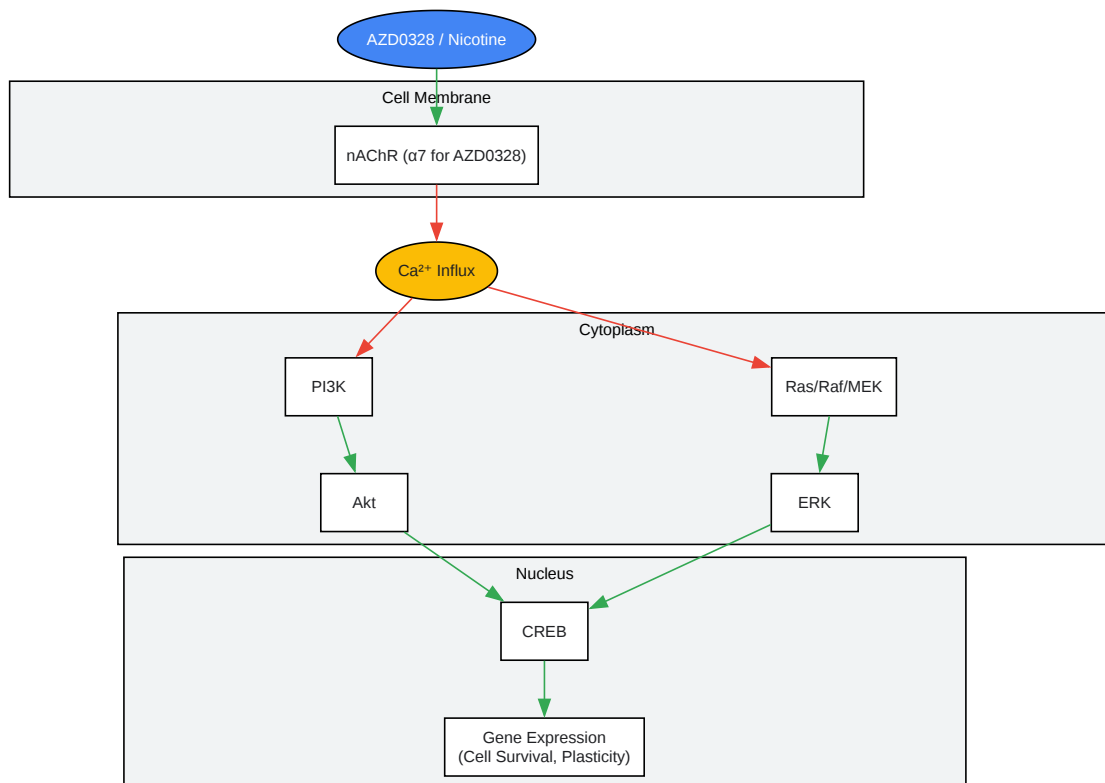 AZD0328 / Nicotine
Cell Membrane
nAChR (α7 for AZD0328)
Ca²⁺ Influx
Cytoplasm
PI3K
Ras/Raf/MEK
Akt
ERK
Nucleus
CREB
Gene Expression
(Cell Survival, Plasticity)